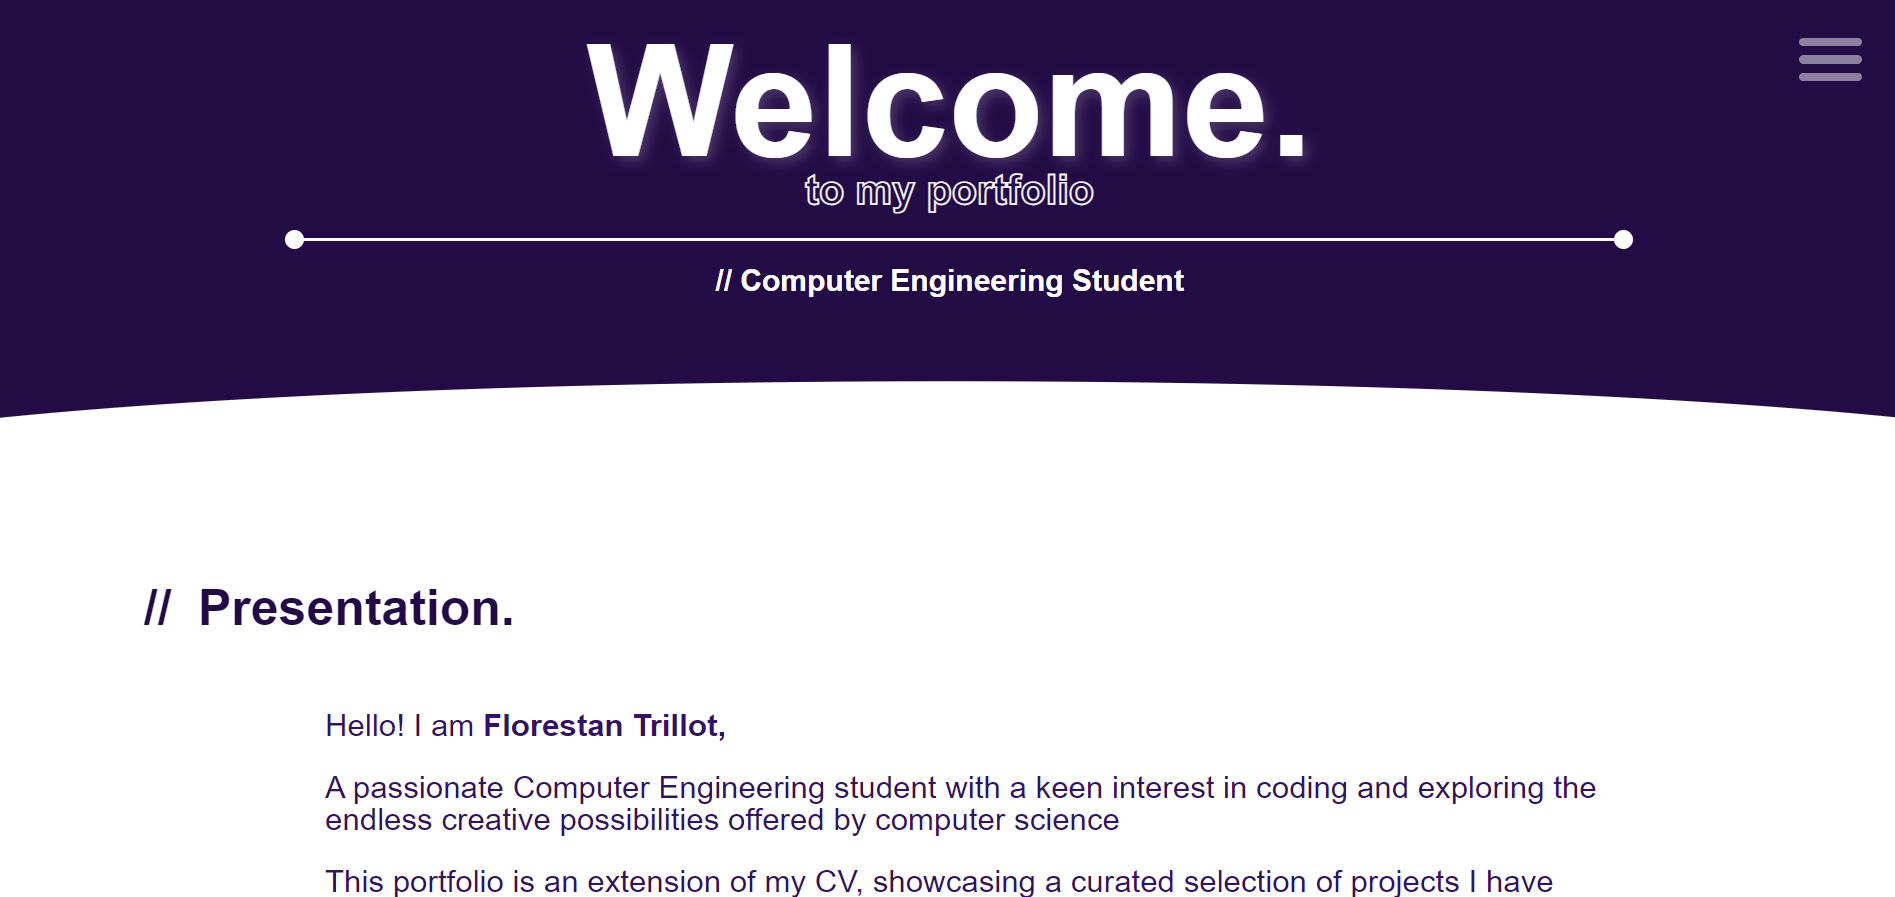 Welcome.
to my portfolio
// Computer Engineering Student
// Presentation.
Hello! I am Florestan Trillot,
A passionate Computer Engineering student with a keen interest in coding and exploring the
endless creative possibilities offered by computer science
This portfolio is an extension of my CV, showcasing a curated selection of projects I have